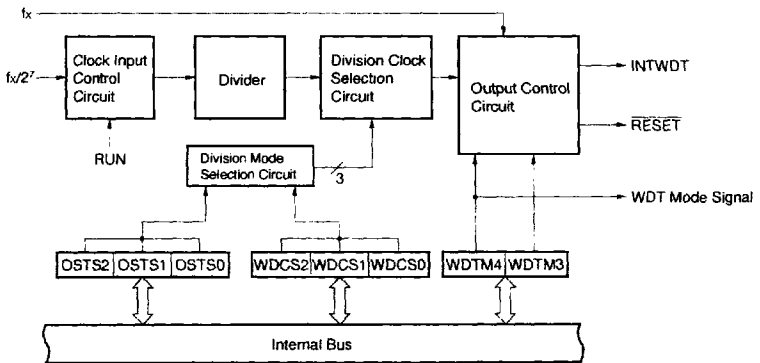 fx
Clock Input
Control
Circuit
Divider
Division Clock
Selection
Circuit
Output Control
Circuit
INTWDT
fx/2⁷
RESET
RUN
Division Mode
Selection Circuit
3
WDT Mode Signal
OSTS2 OSTS1 OSTS0
WDCS2 WDCS1 WDCS0
WDTM4 WDTM3
Internal Bus